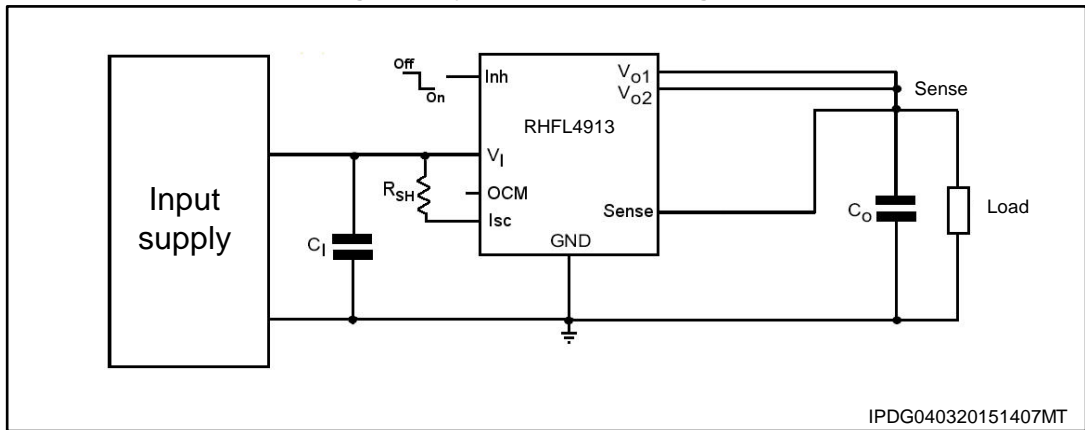 Off
On
Inh
Vo1
Vo2
Sense
RHFL4913
VI
RSH
OCM
Isc
Sense
GND
Input
supply
CI
Co
Load
IPDG040320151407MT